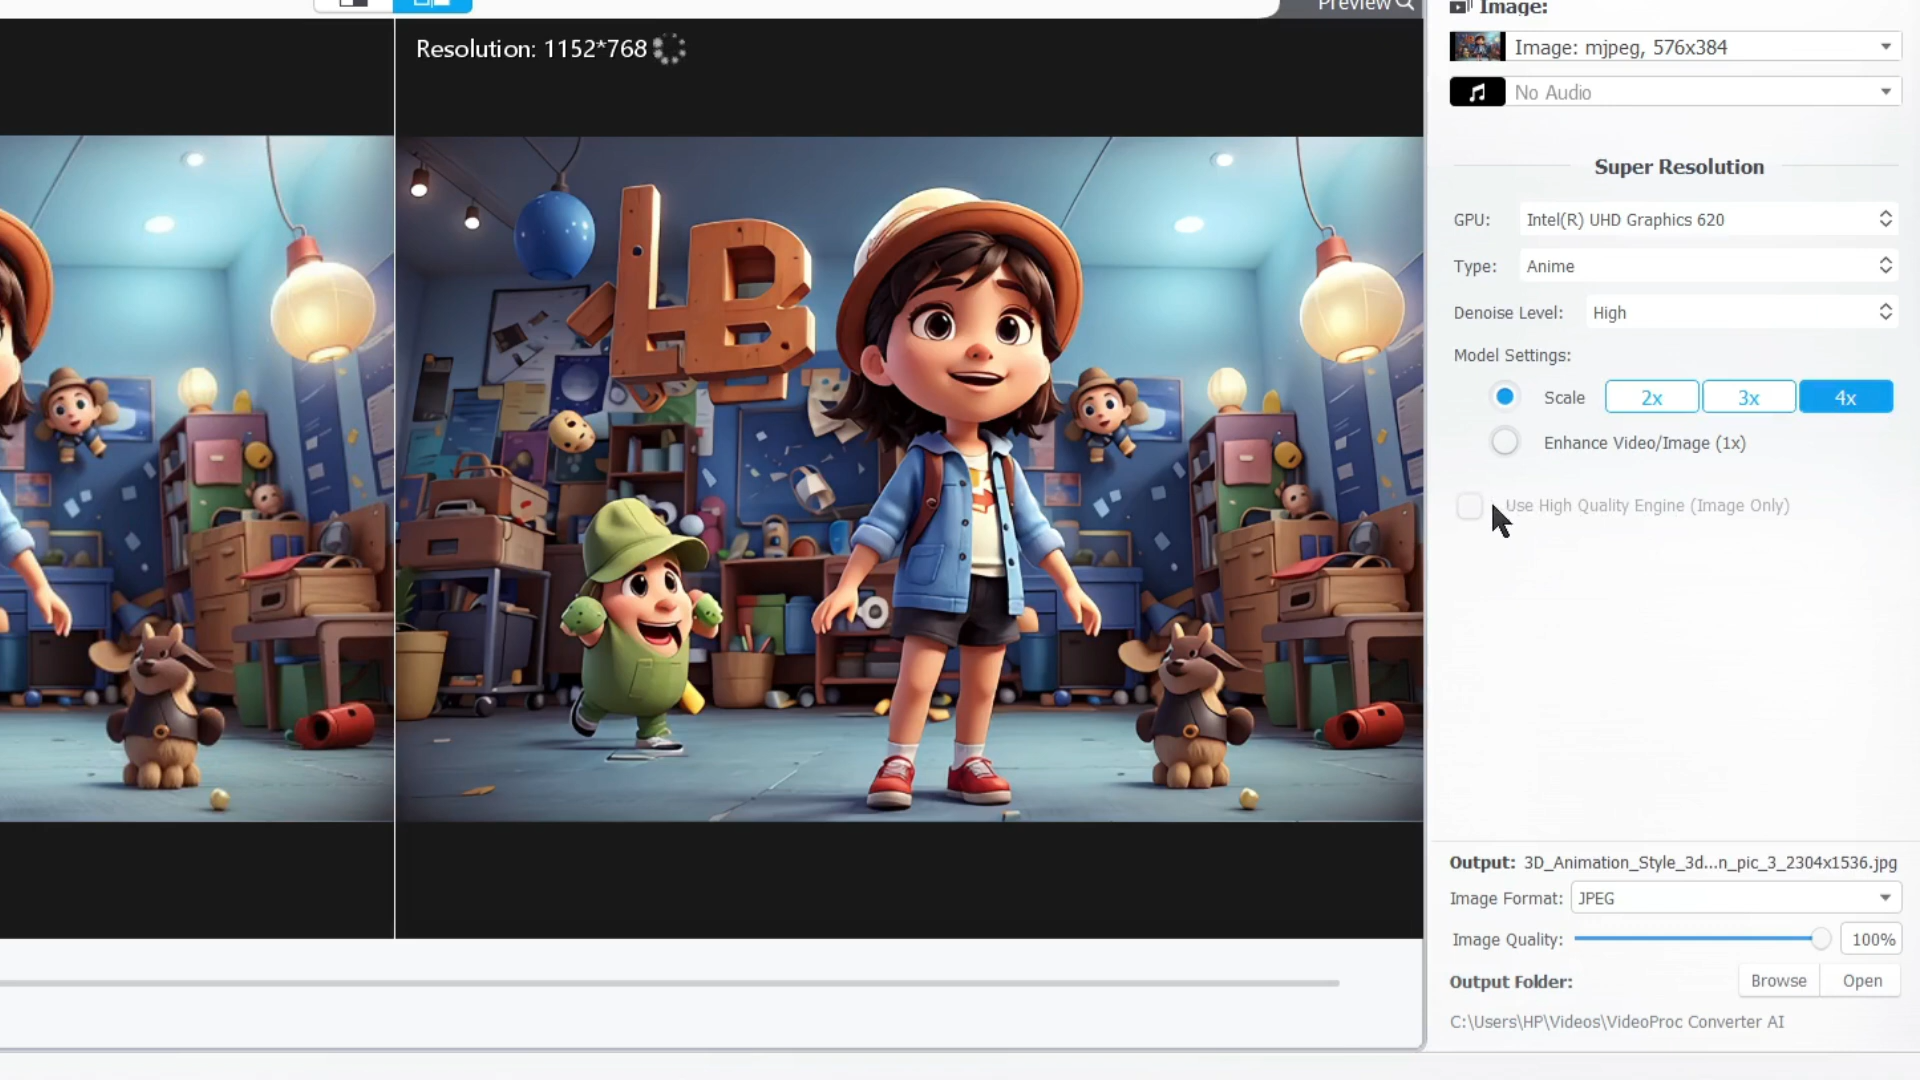 Preview
Image:
Resolution: 1152*768
Image: mjpeg, 576x384
No Audio
Super Resolution
GPU: Intel(R) UHD Graphics 620
Type: Anime
Denoise Level: High
Model Settings:
Scale 2x 3x 4x
Enhance Video/Image (1x)
Use High Quality Engine (Image Only)
LB
Output: 3D_Animation_Style_3d...n_pic_3_2304x1536.jpg
Image Format: JPEG
Image Quality: 100%
Output Folder: Browse Open
C:\Users\HP\Videos\VideoProc Converter AI